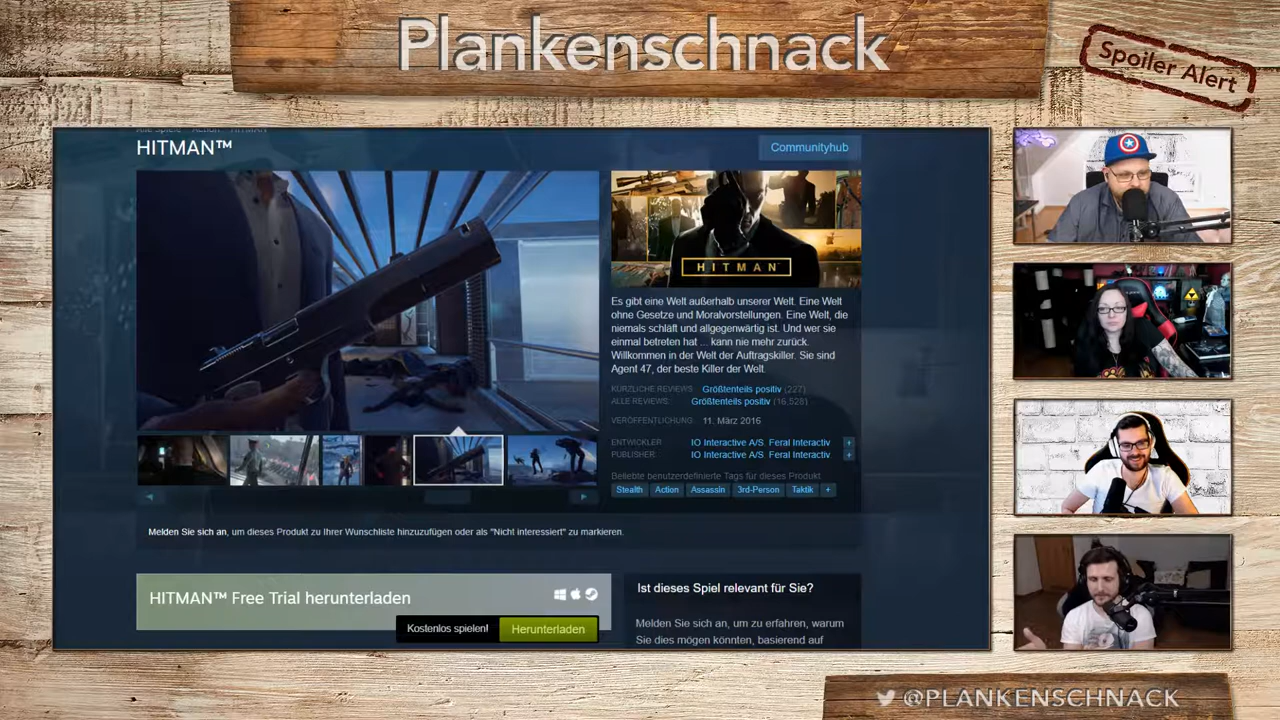 Plankenschnack
Spoiler Alert
Alle Spiele Action HITMAN
HITMAN™
Communityhub
HITMAN
Es gibt eine Welt außerhalb unserer Welt. Eine Welt
ohne Gesetze und Moralvorstellungen. Eine Welt, die
niemals schläft und allgegenwärtig ist. Und wer sie
einmal betreten hat ... kann nie mehr zurück.
Willkommen in der Welt der Auftragskiller. Sie sind
Agent 47, der beste Killer der Welt.
KÜRZLICHE REVIEWS: Größtenteils positiv (227)
ALLE REVIEWS: Größtenteils positiv (16,528)
VERÖFFENTLICHUNG: 11. März 2016
ENTWICKLER: IO Interactive A/S, Feral Interactiv +
PUBLISHER: IO Interactive A/S, Feral Interactiv +
Beliebte benutzerdefinierte Tags für dieses Produkt:
Stealth Action Assassin 3rd-Person Taktik +
Melden Sie sich an, um dieses Produkt zu Ihrer Wunschliste hinzuzufügen oder als "Nicht interessiert" zu markieren.
HITMAN™ Free Trial herunterladen
Kostenlos spielen! Herunterladen
Ist dieses Spiel relevant für Sie?
Melden Sie sich an, um zu erfahren, warum
Sie dies mögen könnten, basierend auf
@PLANKENSCHNACK